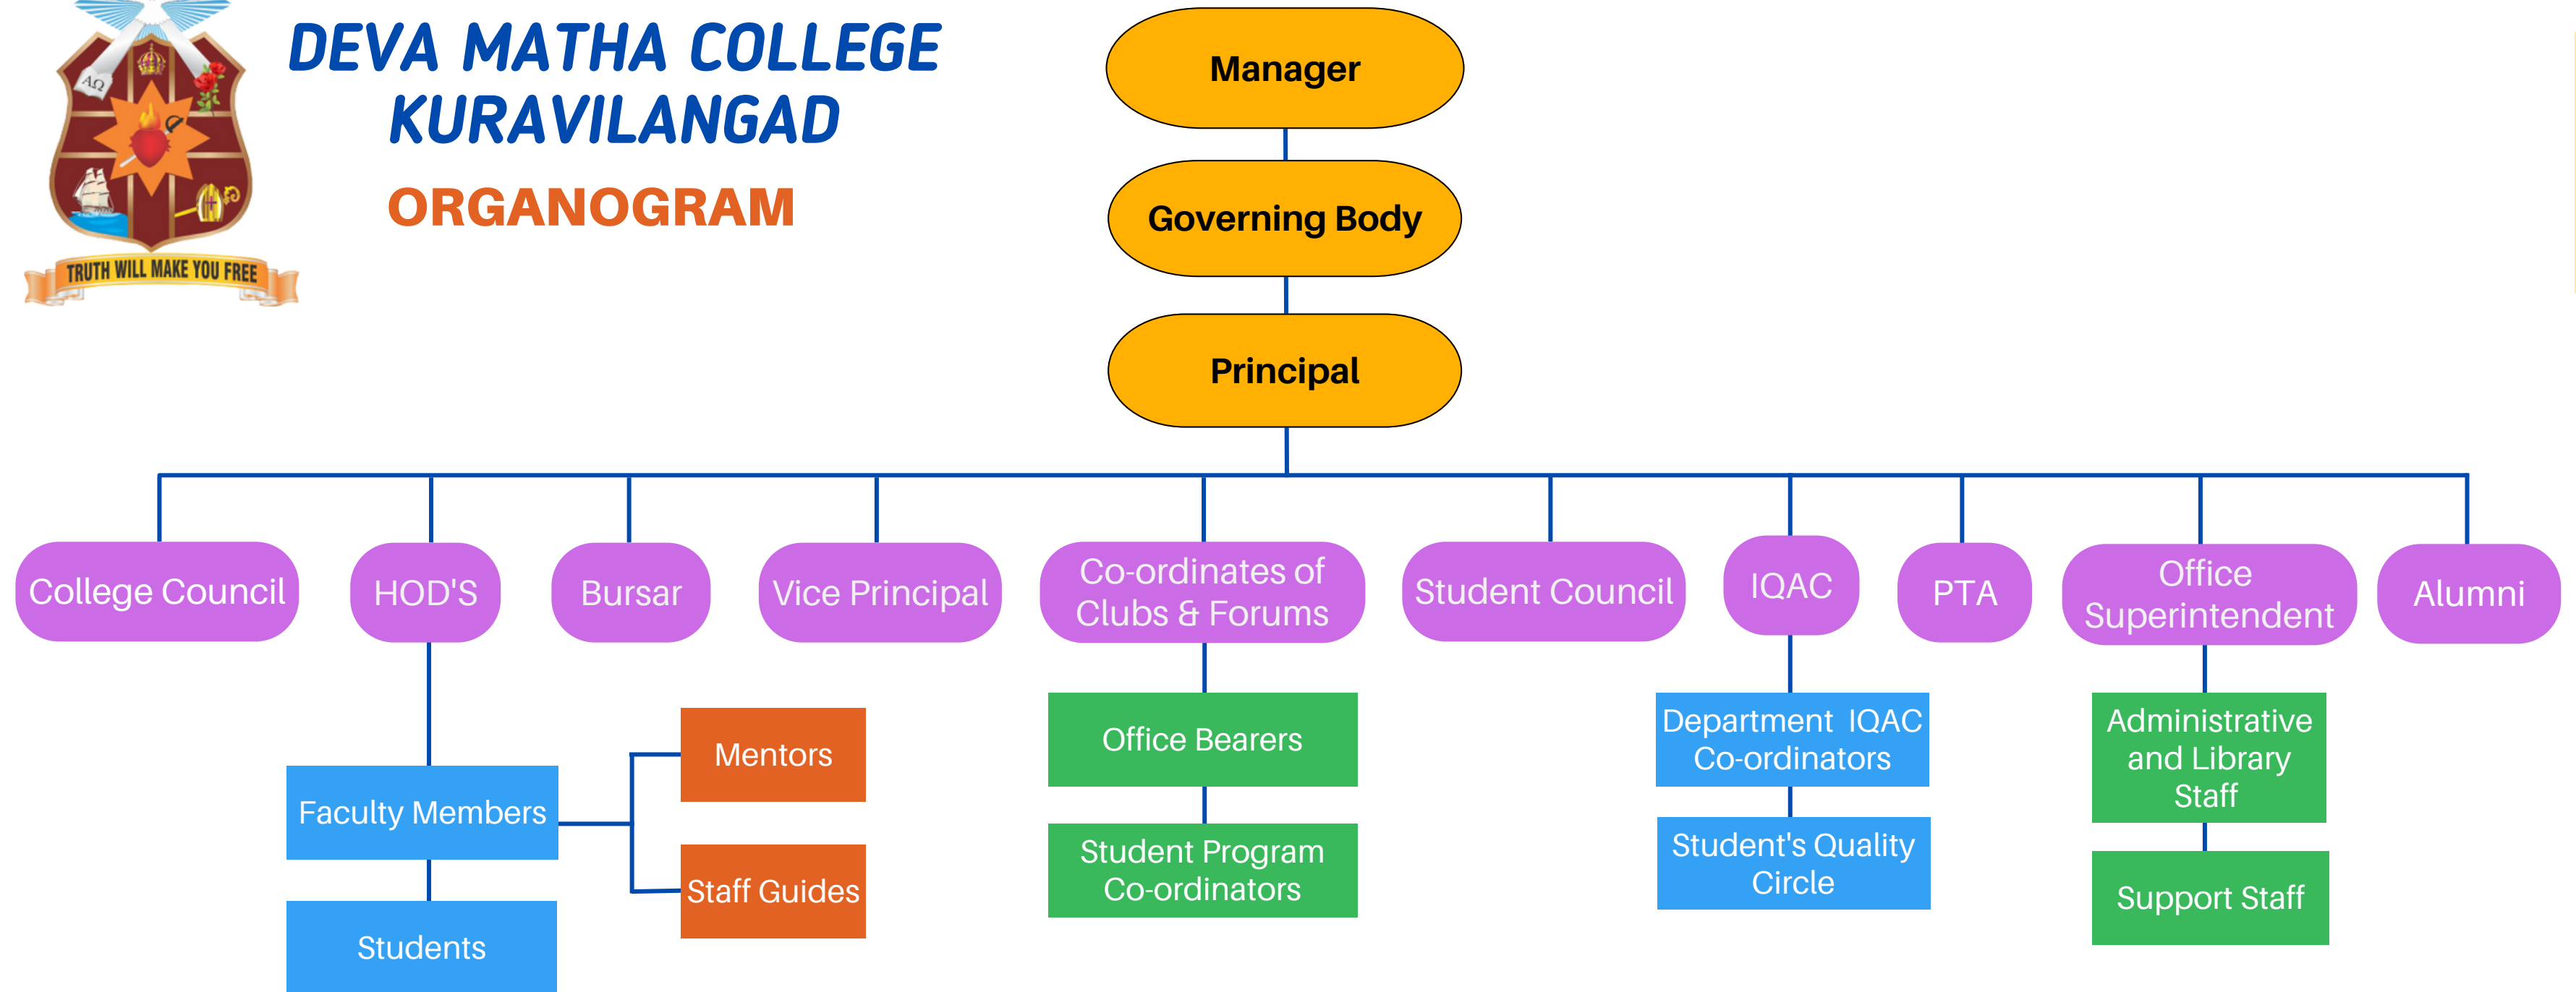 DEVA MATHA COLLEGE
KURAVILANGAD
ORGANOGRAM
ΑΩ
TRUTH WILL MAKE YOU FREE
Manager
Governing Body
Principal
College Council
HOD'S
Bursar
Vice Principal
Co-ordinates of
Clubs & Forums
Student Council
IQAC
PTA
Office
Superintendent
Alumni
Faculty Members
Students
Mentors
Staff Guides
Office Bearers
Student Program
Co-ordinators
Department IQAC
Co-ordinators
Student's Quality
Circle
Administrative
and Library
Staff
Support Staff